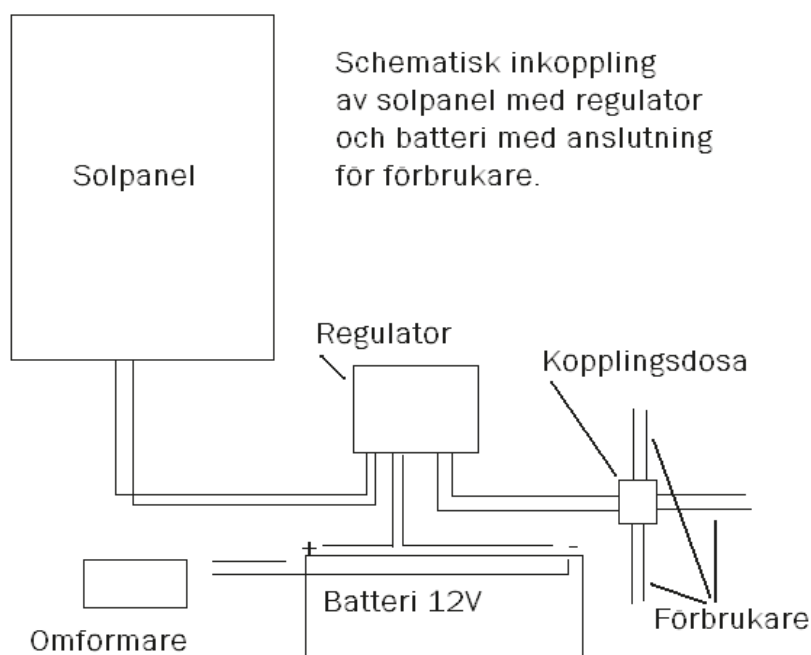 Schematisk inkoppling
av solpanel med regulator
och batteri med anslutning
för förbrukare.
Solpanel
Regulator
Kopplingsdosa
+ -
Batteri 12V
Förbrukare
Omformare